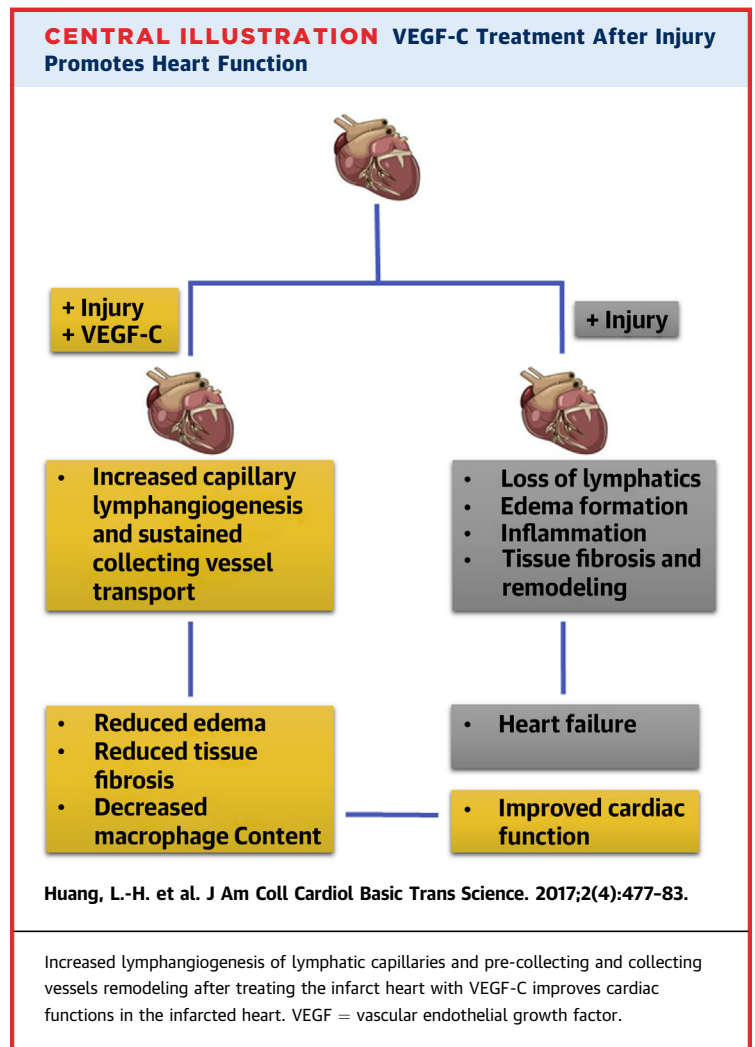 CENTRAL ILLUSTRATION VEGF-C Treatment After Injury
Promotes Heart Function
+ Injury
+ VEGF-C
+ Injury
• Increased capillary
lymphangiogenesis
and sustained
collecting vessel
transport
• Loss of lymphatics
• Edema formation
• Inflammation
• Tissue fibrosis and
remodeling
• Reduced edema
• Reduced tissue
fibrosis
• Decreased
macrophage Content
• Heart failure
• Improved cardiac
function
Huang, L.-H. et al. J Am Coll Cardiol Basic Trans Science. 2017;2(4):477–83.
Increased lymphangiogenesis of lymphatic capillaries and pre-collecting and collecting
vessels remodeling after treating the infarct heart with VEGF-C improves cardiac
functions in the infarcted heart. VEGF = vascular endothelial growth factor.